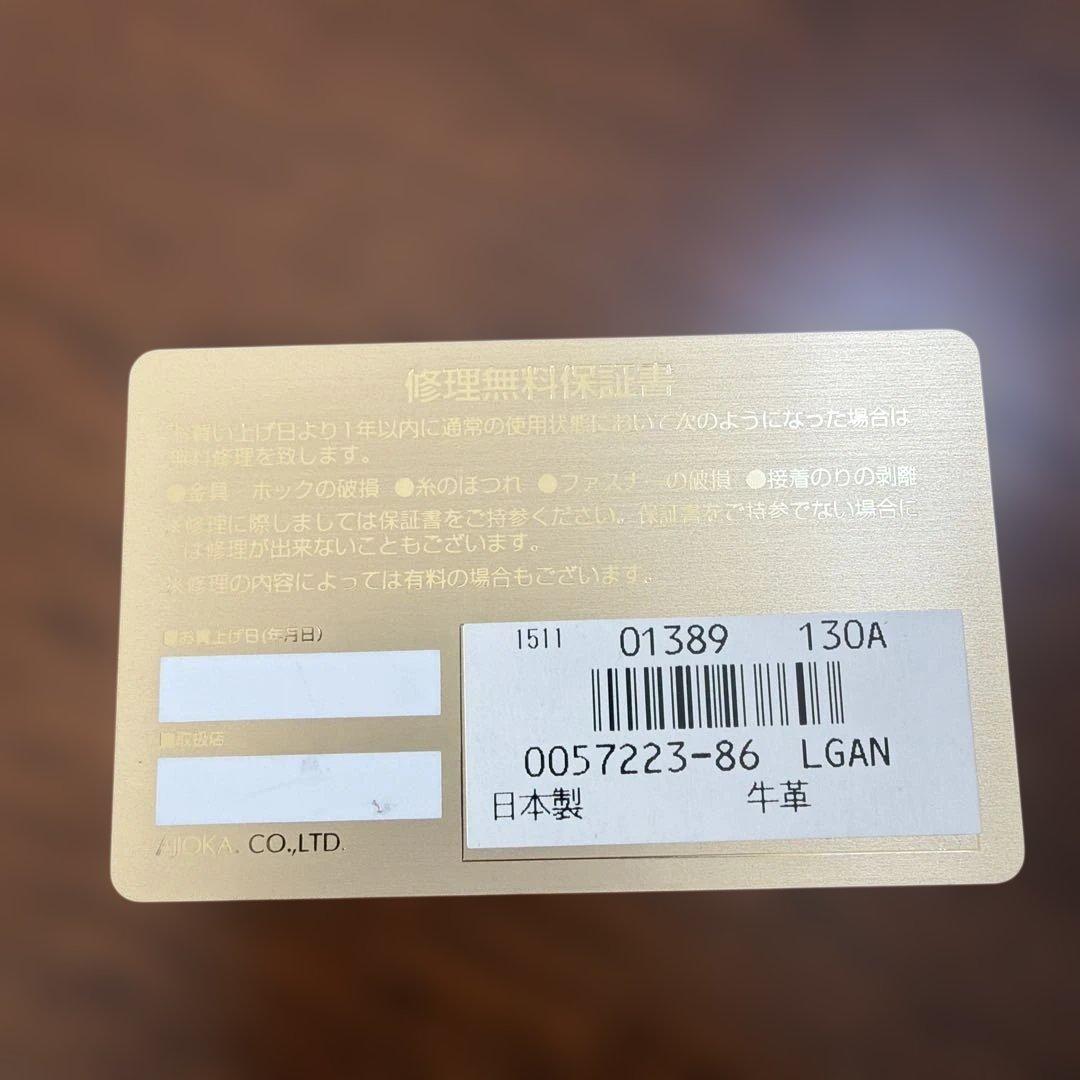 修理無料保証書
お買い上げ日より1年以内に通常の使用状態において次のようになった場合は
無料修理を致します。
●金具 ホックの破損 ●糸のほつれ ●ファスナーの破損 ●接着のりの剥離
修理に際しましては保証書をご持参ください。保証書をご持参でない場合に
は修理が出来ないこともございます。
※修理の内容によっては有料の場合もございます。
■お買上げ日(年月日)
■取扱店
AJIOKA. CO.,LTD.
1511 01389 130A
0057223-86 LGAN
日本製 牛革